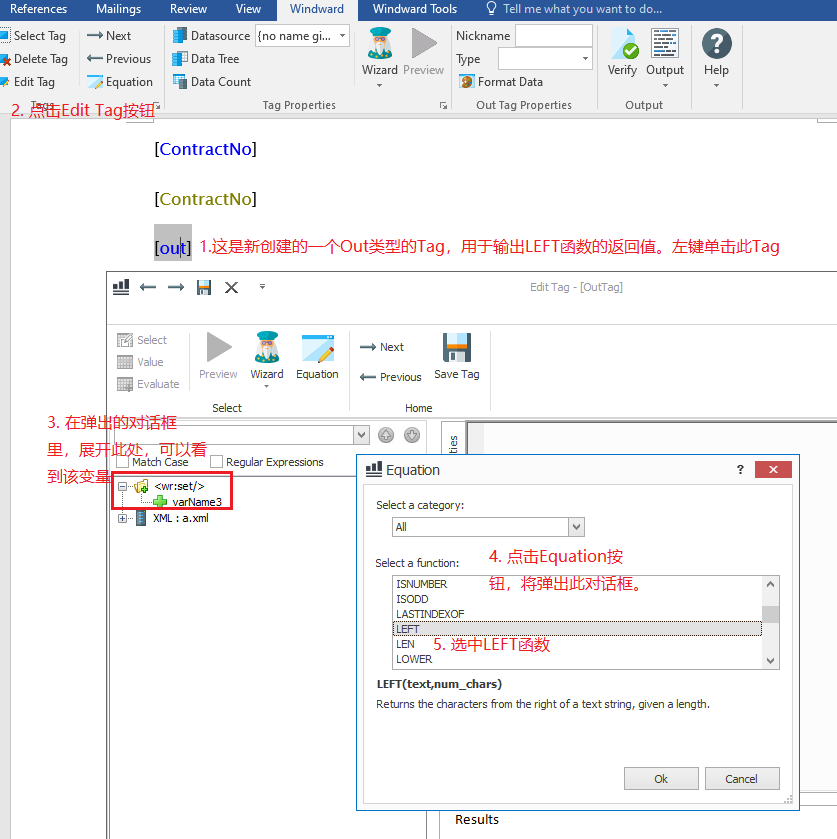 References Mailings Review View Windward Windward Tools Tell me what you want to do...
Select Tag Next Datasource {no name gi... Nickname
Delete Tag Previous Data Tree Wizard Preview Type Verify Output Help
Edit Tag Equation Data Count Format Data
Tags Tag Properties Out Tag Properties Output
2. 点击Edit Tag按钮
[ContractNo]
[ContractNo]
[out] 1.这是新创建的一个Out类型的Tag，用于输出LEFT函数的返回值。左键单击此Tag
Edit Tag - [OutTag]
Select
Value
Evaluate
Preview Wizard Equation
Next
Previous
Save Tag
Select Home
3. 在弹出的对话框
里，展开此处，可以看
到该变量
Match Case Regular Expressions
<wr:set/>
varName3
XML : a.xml
ties
Equation ?
Select a category:
All
Select a function:
4. 点击Equation按
钮，将弹出此对话框。
ISNUMBER
ISODD
LASTINDEXOF
LEFT
LEN 5. 选中LEFT函数
LOWER
LEFT(text,num_chars)
Returns the characters from the right of a text string, given a length.
Ok Cancel
Results